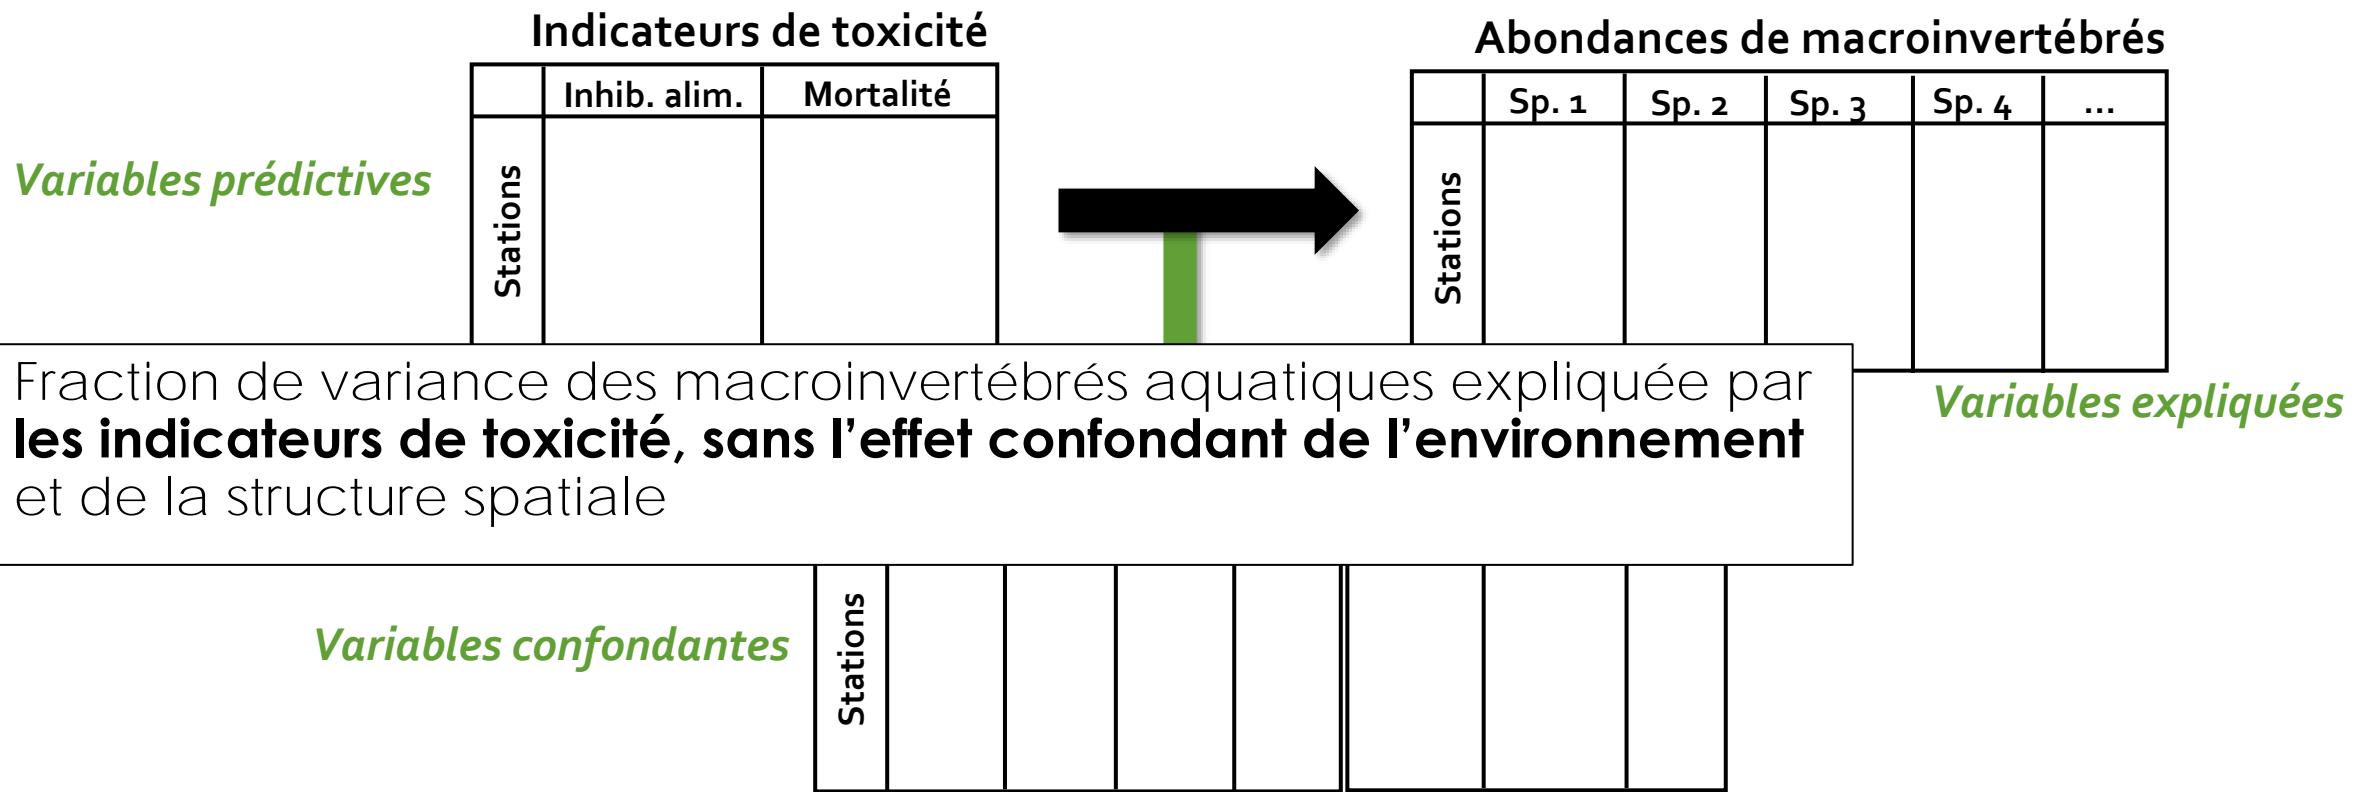 Indicateurs de toxicité
Abondances de macroinvertébrés
Inhib. alim.
Mortalité
Sp. 1
Sp. 2
Sp. 3
Sp. 4
...
Variables prédictives
Stations
Stations
Fraction de variance des macroinvertébrés aquatiques expliquée par
les indicateurs de toxicité, sans l’effet confondant de l’environnement
et de la structure spatiale
Variables expliquées
Variables confondantes
Stations